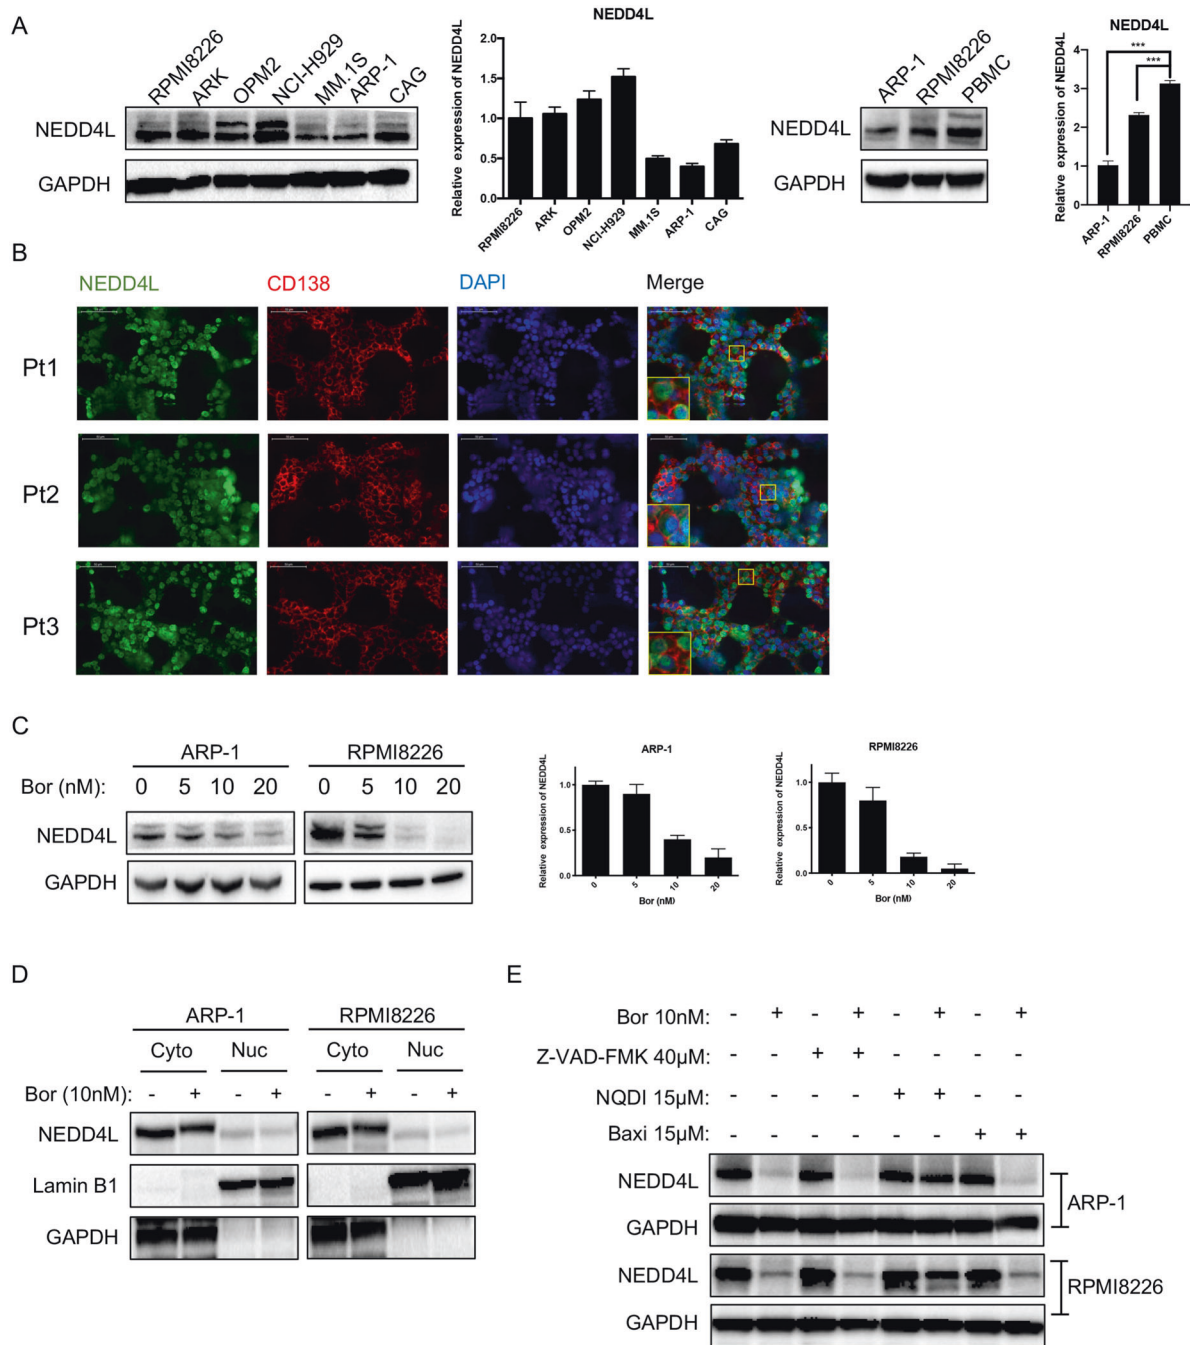 A
RPMI8226
ARK
OPM2
NCI-H929
MM.1S
ARP-1
CAG
NEDD4L
GAPDH
NEDD4L
Relative expression of NEDD4L
2.0
1.5
1.0
0.5
0.0
RPMI8226
ARK
OPM2
NCI-H929
MM.1S
ARP-1
CAG
ARP-1
RPMI8226
PBMC
NEDD4L
GAPDH
NEDD4L
Relative expression of NEDD4L
4
3
2
1
0
***
***
ARP-1
RPMI8226
PBMC
B
NEDD4L CD138 DAPI Merge
Pt1
Pt2
Pt3
C
ARP-1 RPMI8226
Bor (nM): 0 5 10 20 0 5 10 20
NEDD4L
GAPDH
ARP-1
Relative expression of NEDD4L
1.0
0.5
0.0
0 5 10 20
Bor (nM)
RPMI8226
Relative expression of NEDD4L
1.0
0.5
0.0
0 5 10 20
Bor (nM)
D
ARP-1 RPMI8226
Cyto Nuc Cyto Nuc
Bor (10nM): - + - + - + - +
NEDD4L
Lamin B1
GAPDH
E
Bor 10nM: - + - + - + - +
Z-VAD-FMK 40µM: - - + + - - - -
NQDI 15µM: - - - - + + - -
Baxi 15µM: - - - - - - + +
NEDD4L
GAPDH
ARP-1
NEDD4L
GAPDH
RPMI8226